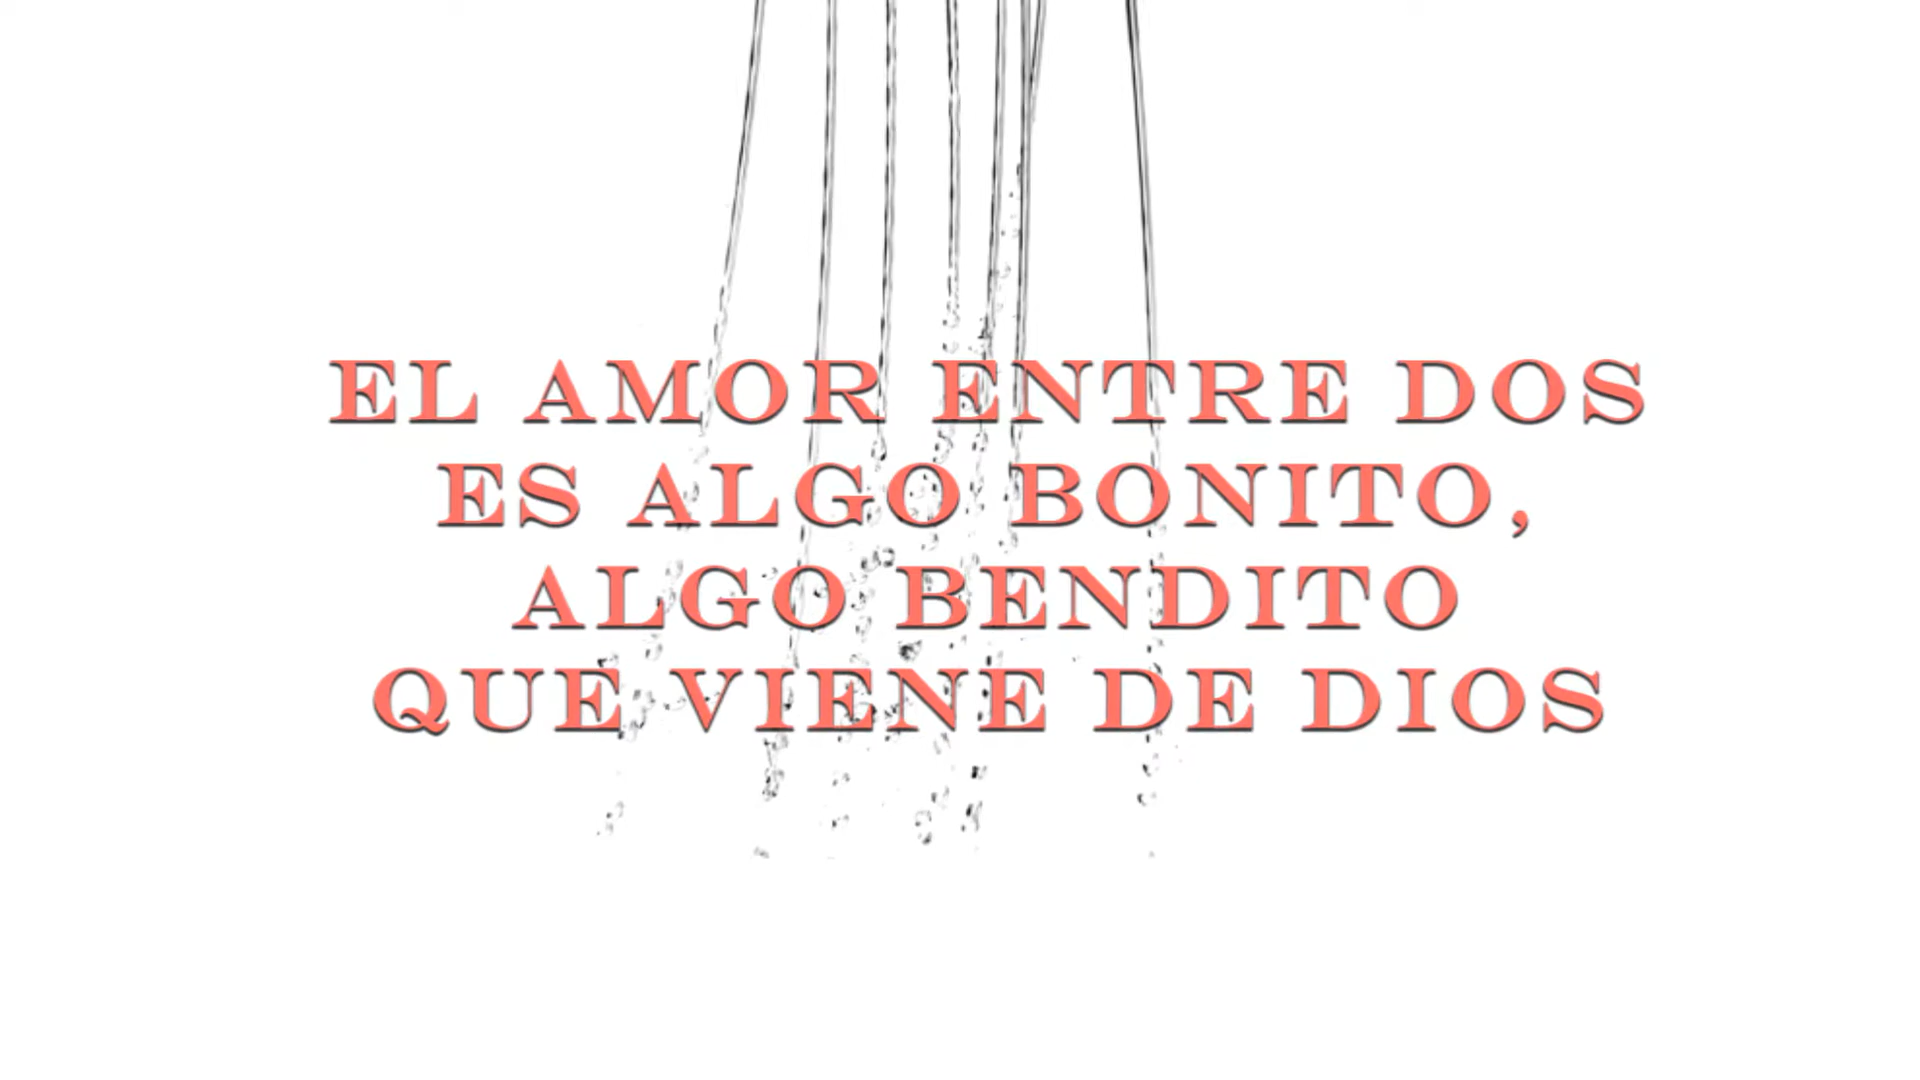 EL AMOR ENTRE DOS
ES ALGO BONITO,
ALGO BENDITO
QUE VIENE DE DIOS